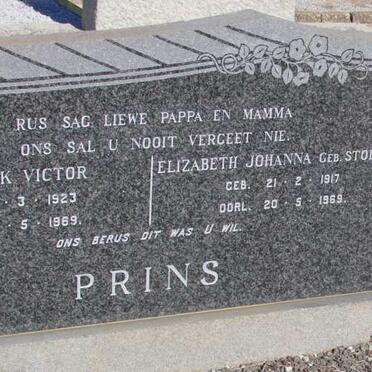 RUS SAG LIEWE PAPPA EN MAMMA
ONS SAL U NOOIT VERGEET NIE.
K VICTOR
3 - 1923
5 - 1969.
ELIZABETH JOHANNA GEB. STO
GEB. 21 - 2 - 1917
OORL. 20 - 5 - 1969.
ONS BERUS DIT WAS U WIL.
PRINS